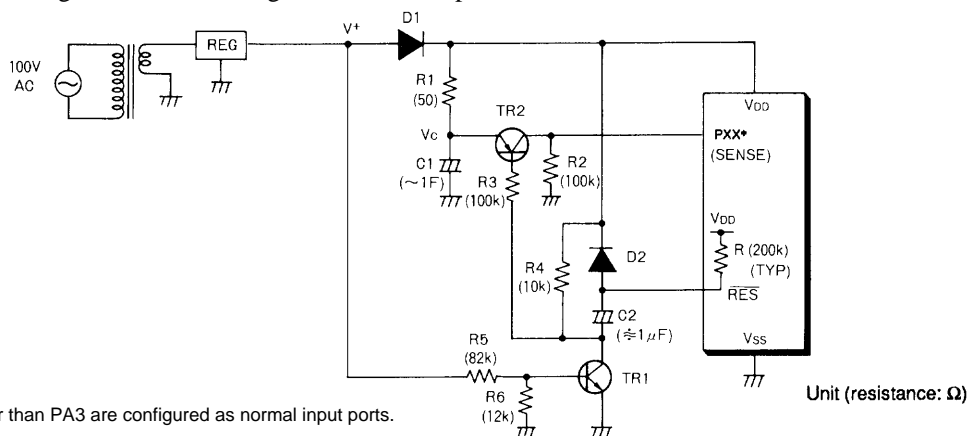 100V
AC
REG
V+
D1
R1
(50)
TR2
Vc
C1
(~1F)
R3
(100k)
R2
(100k)
VDD
PXX*
(SENSE)
VDD
R (200k)
(TYP)
RES
VSS
R4
(10k)
D2
C2
(≒1μF)
R5
(82k)
R6
(12k)
TR1
Unit (resistance: Ω)
r than PA3 are configured as normal input ports.